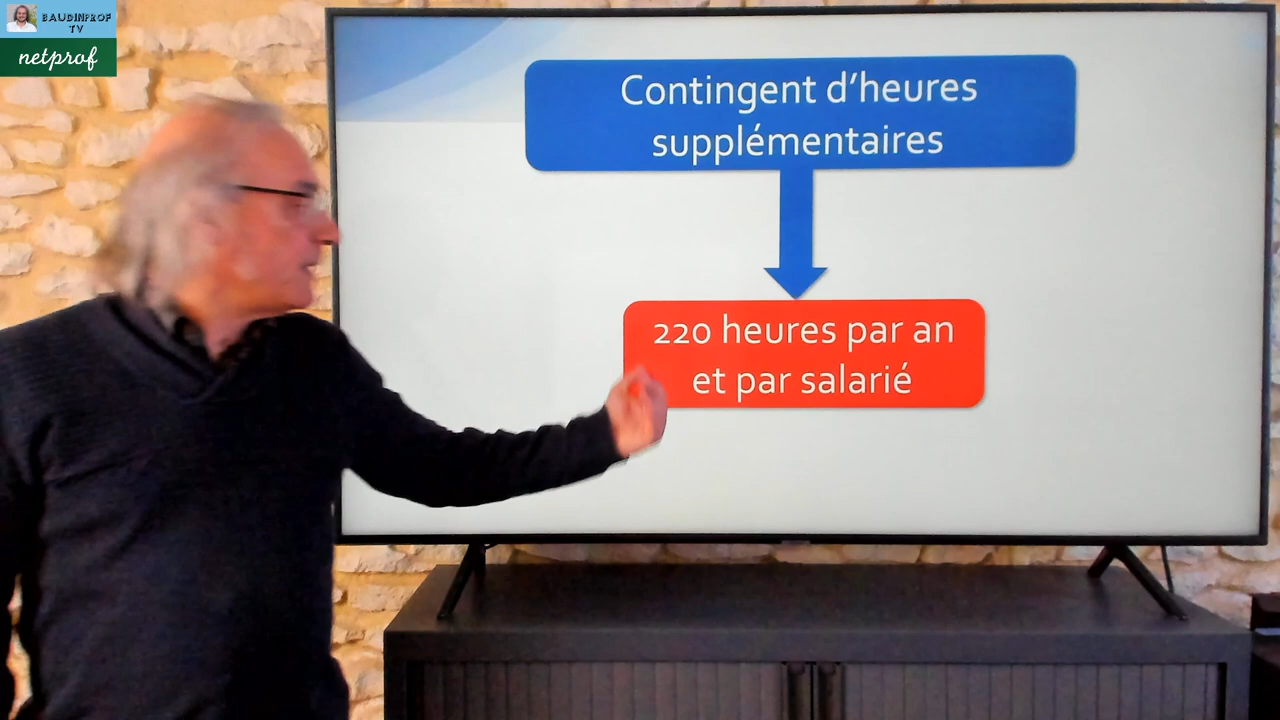 BAUDINPROF
TV
netprof
Contingent d'heures
supplémentaires
220 heures par an
et par salarié